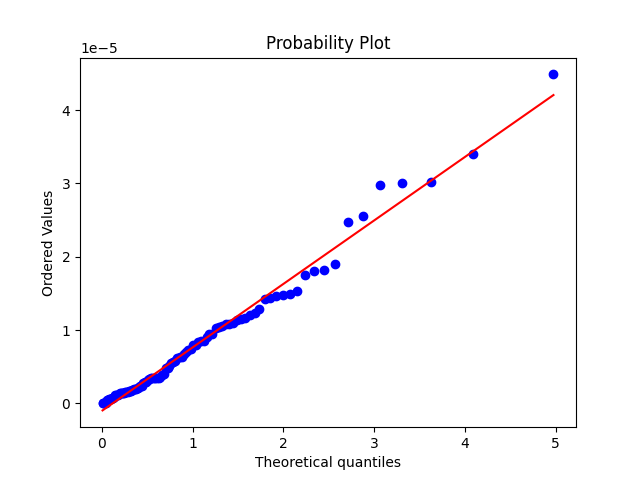 Probability Plot
1e−5
4
3
2
1
0
Ordered Values
0 1 2 3 4 5
Theoretical quantiles